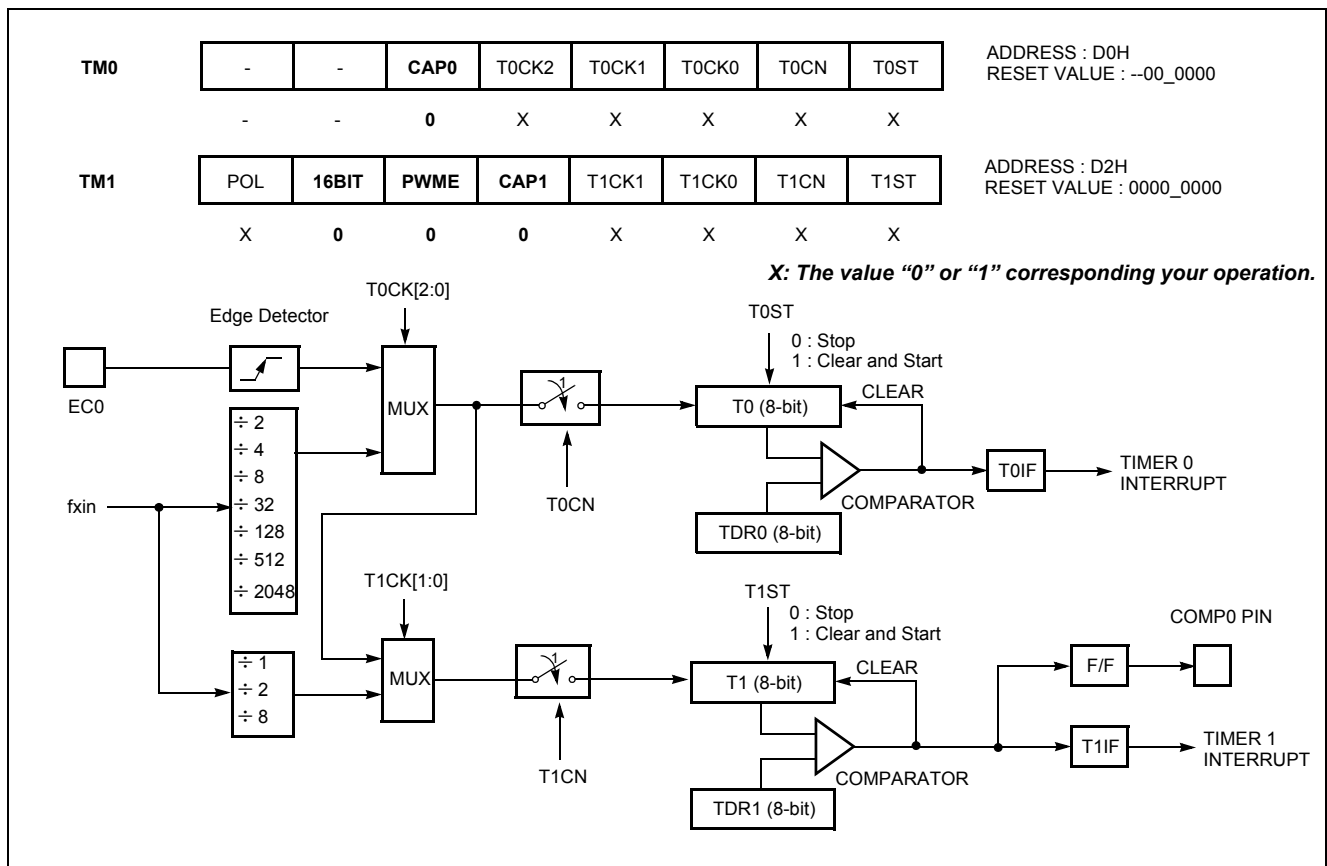 TM0 - - CAP0 T0CK2 T0CK1 T0CK0 T0CN T0ST
ADDRESS : D0H
RESET VALUE : --00_0000
- - 0 X X X X X
TM1 POL 16BIT PWME CAP1 T1CK1 T1CK0 T1CN T1ST
ADDRESS : D2H
RESET VALUE : 0000_0000
X 0 0 0 X X X X
X: The value “0” or “1” corresponding your operation.
T0CK[2:0]
Edge Detector
EC0
MUX
1
T0CN
T0ST
0 : Stop
1 : Clear and Start
T0 (8-bit)
CLEAR
COMPARATOR
TDR0 (8-bit)
T0IF
TIMER 0
INTERRUPT
fxin
÷ 2
÷ 4
÷ 8
÷ 32
÷ 128
÷ 512
÷ 2048
T1CK[1:0]
÷ 1
÷ 2
÷ 8
MUX
1
T1CN
T1ST
0 : Stop
1 : Clear and Start
T1 (8-bit)
CLEAR
COMPARATOR
TDR1 (8-bit)
COMP0 PIN
F/F
T1IF
TIMER 1
INTERRUPT